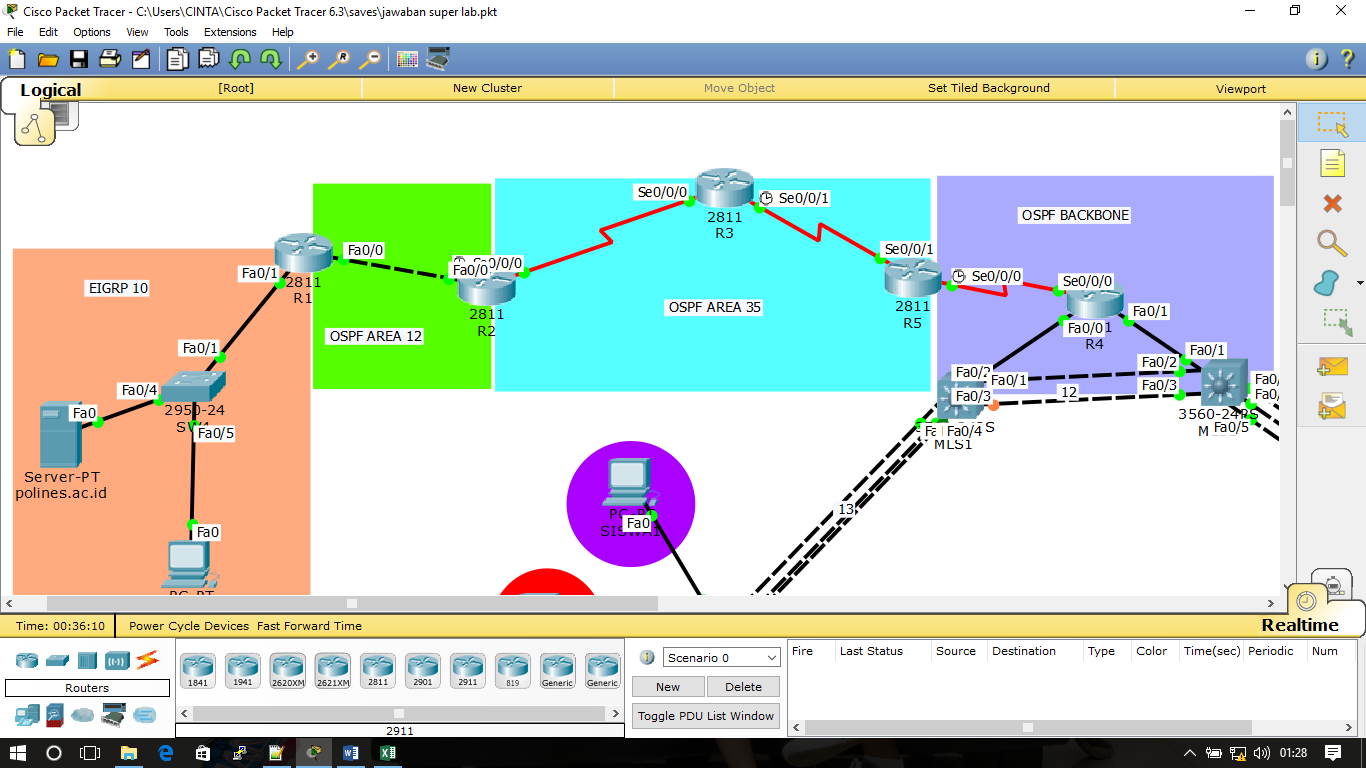 Cisco Packet Tracer - C:\Users\CINTA\Cisco Packet Tracer 6.3\saves\jawaban super lab.pkt
File Edit Options View Tools Extensions Help
Logical [Root] New Cluster Move Object Set Tiled Background Viewport
OSPF BACKBONE
EIGRP 10
OSPF AREA 12
OSPF AREA 35
Se0/0/0
2811
R3
Se0/0/1
Fa0/0
Fa0/1
2811
R1
Fa0/0
2811
R2
Se0/0/1
2811
R5
Se0/0/0
Se0/0/0
Fa0/0
Fa0/1
R4
Fa0/1
Fa0/4
2950-24
Fa0/5
Fa0
Server-PT
polines.ac.id
Fa0
Fa0/2
Fa0/1
Fa0/3
Fa0/4
MLS1
12
Fa0/1
Fa0/2
Fa0/3
3560-24PS
Fa0/5
13
Fa0
SISWA1
Time: 00:36:10 Power Cycle Devices Fast Forward Time Realtime
Routers
1841 1941 2620XM 2621XM 2811 2901 2911 819 Generic Generic
2911
Scenario 0
New Delete
Toggle PDU List Window
Fire Last Status Source Destination Type Color Time(sec) Periodic Num
01:28